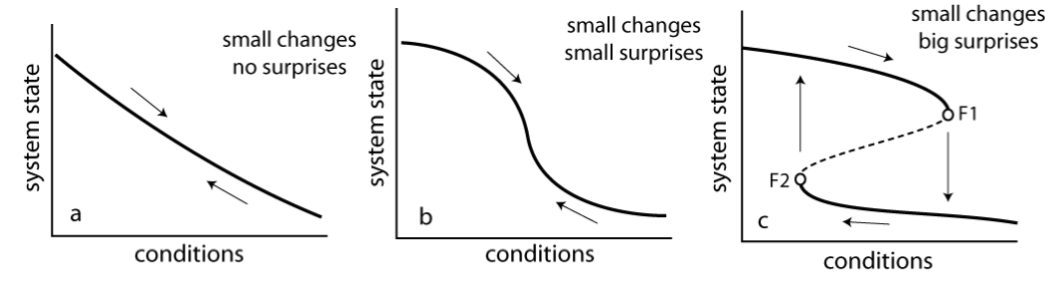 small changes
no surprises
system state
a
conditions
small changes
small surprises
system state
b
conditions
small changes
big surprises
system state
F1
F2
c
conditions